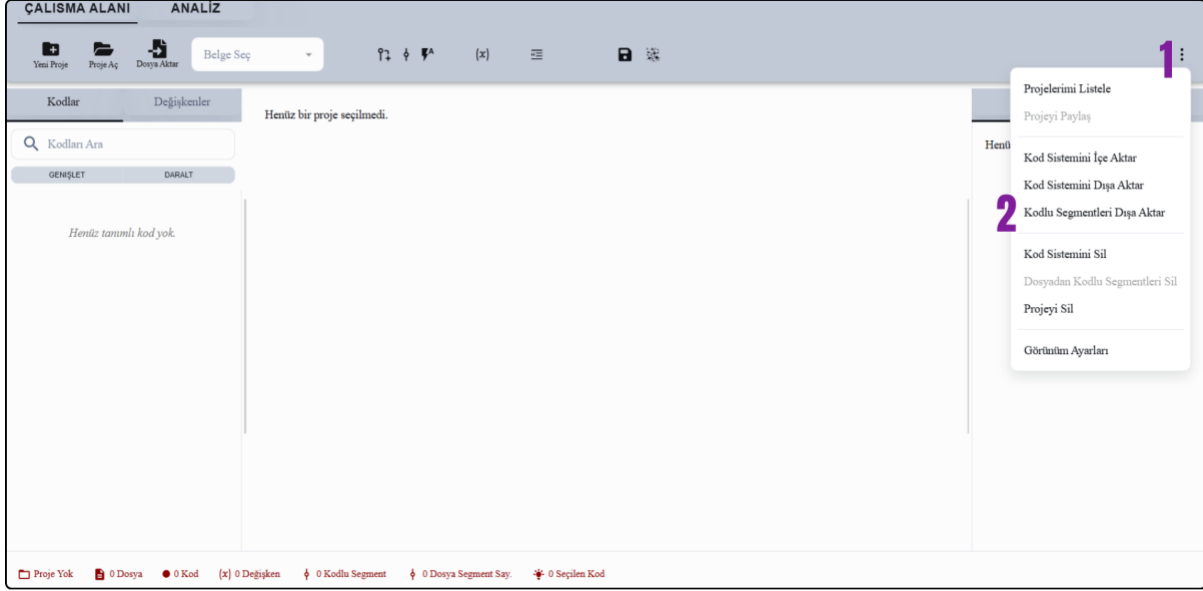 ÇALISMA ALANI ANALİZ
Yeni Proje Proje Aç Dosya Aktar Belge Seç {x} 1
Kodlar Değişkenler
Kodları Ara
GENIŞLET DARALT
Henüz tanımlı kod yok.
Henüz bir proje seçilmedi.
Henü
Projelerimi Listele
Projeyi Paylaş
Kod Sistemini İçe Aktar
Kod Sistemini Dışa Aktar
2 Kodlu Segmentleri Dışa Aktar
Kod Sistemini Sil
Dosyadan Kodlu Segmentleri Sil
Projeyi Sil
Görünüm Ayarları
Proje Yok 0 Dosya 0 Kod {x} 0 Değişken 0 Kodlu Segment 0 Dosya Segment Say. 0 Seçilen Kod